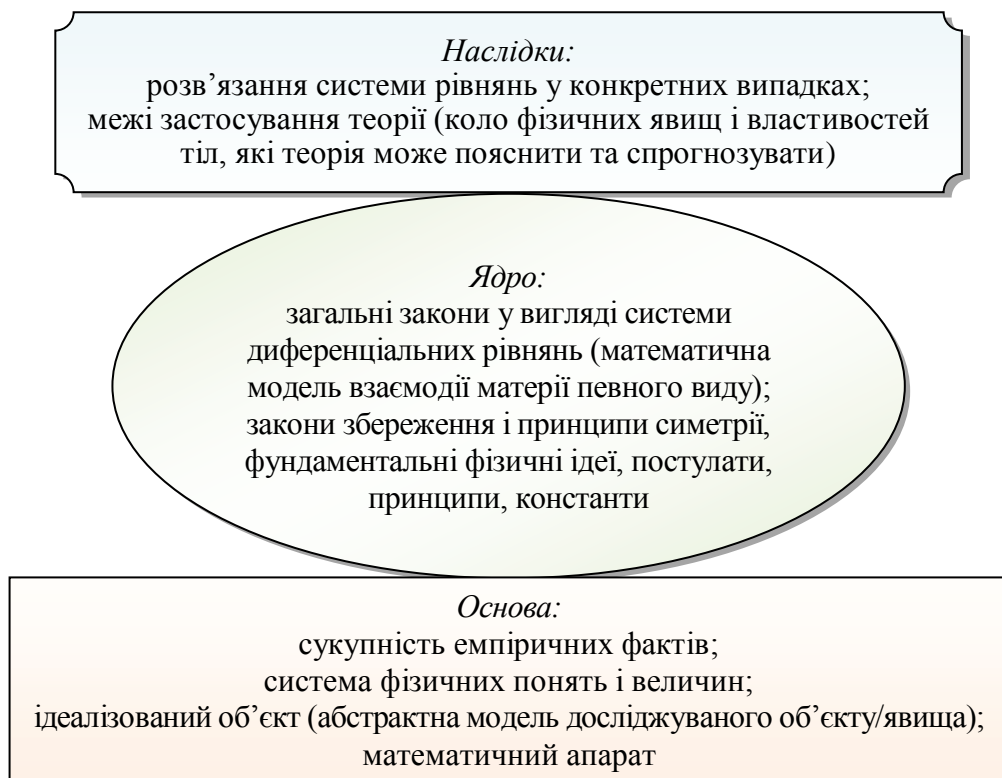 Наслідки:
розв’язання системи рівнянь у конкретних випадках;
межі застосування теорії (коло фізичних явищ і властивостей
тіл, які теорія може пояснити та спрогнозувати)
Ядро:
загальні закони у вигляді системи
диференціальних рівнянь (математична
модель взаємодії матерії певного виду);
закони збереження і принципи симетрії,
фундаментальні фізичні ідеї, постулати,
принципи, константи
Основа:
сукупність емпіричних фактів;
система фізичних понять і величин;
ідеалізований об’єкт (абстрактна модель досліджуваного об’єкту/явища);
математичний апарат